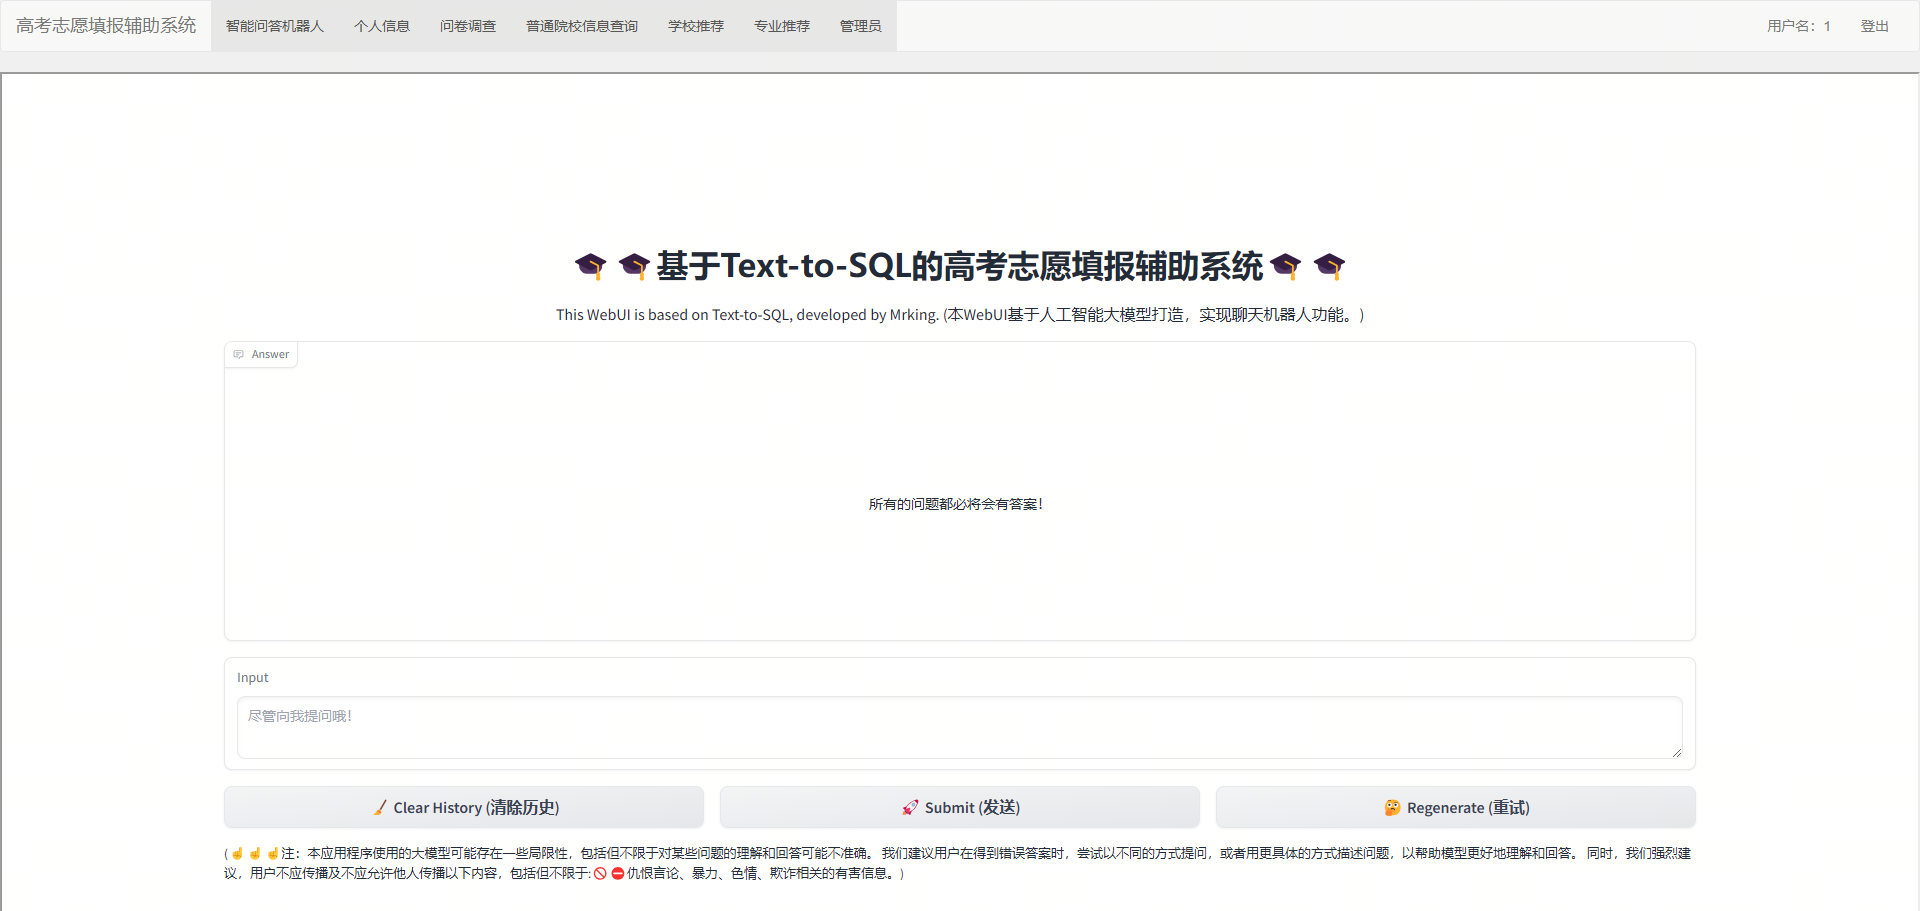 高考志愿填报辅助系统 智能问答机器人 个人信息 问卷调查 普通院校信息查询 学校推荐 专业推荐 管理员 用户名：1 登出
🎓 🎓 基于Text-to-SQL的高考志愿填报辅助系统 🎓 🎓
This WebUI is based on Text-to-SQL, developed by Mrking. (本WebUI基于人工智能大模型打造，实现聊天机器人功能。)
Answer
所有的问题都必将会有答案！
Input
尽管向我提问哦！
🧹 Clear History (清除历史) 🚀 Submit (发送) 🤔 Regenerate (重试)
(☝️ ☝️ ☝️注：本应用程序使用的大模型可能存在一些局限性，包括但不限于对某些问题的理解和回答可能不准确。 我们建议用户在得到错误答案时，尝试以不同的方式提问，或者用更具体的方式描述问题，以帮助模型更好地理解和回答。 同时，我们强烈建
议，用户不应传播及不应允许他人传播以下内容，包括但不限于:🚫 ⛔仇恨言论、暴力、色情、欺诈相关的有害信息。)